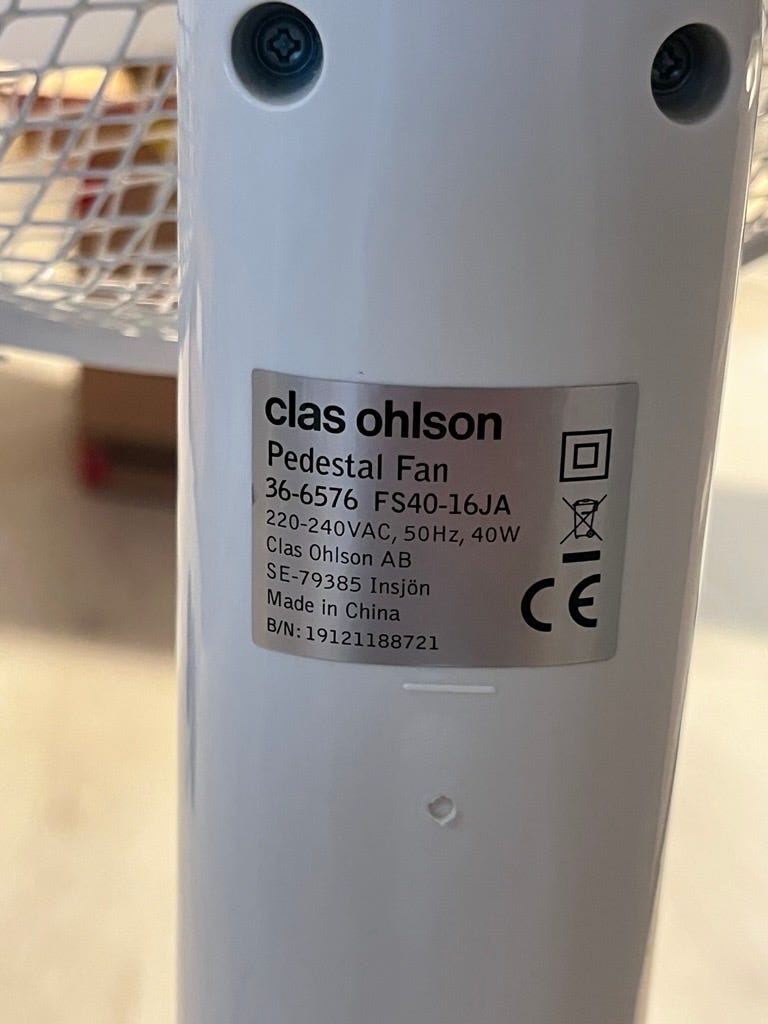 clas ohlson
Pedestal Fan
36-6576 FS40-16JA
220-240VAC, 50Hz, 40W
Clas Ohlson AB
SE-79385 Insjön
Made in China
B/N: 19121188721
CE